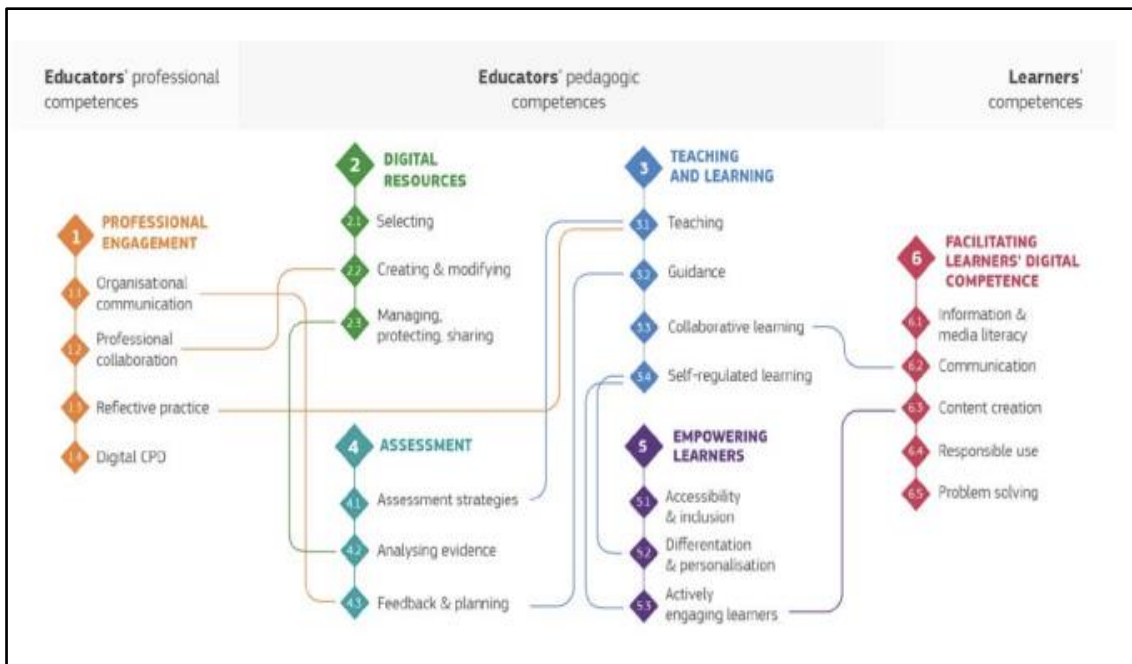 Educators' professional
competences
Educators' pedagogic
competences
Learners'
competences
1
PROFESSIONAL
ENGAGEMENT
1.1
Organisational
communication
1.2
Professional
collaboration
1.3
Reflective practice
1.4
Digital CPD
2
DIGITAL
RESOURCES
2.1
Selecting
2.2
Creating & modifying
2.3
Managing,
protecting, sharing
3
TEACHING
AND LEARNING
3.1
Teaching
3.2
Guidance
3.3
Collaborative learning
3.4
Self-regulated learning
4
ASSESSMENT
4.1
Assessment strategies
4.2
Analysing evidence
4.3
Feedback & planning
5
EMPOWERING
LEARNERS
5.1
Accessibility
& inclusion
5.2
Differentation
& personalisation
5.3
Actively
engaging learners
6
FACILITATING
LEARNERS' DIGITAL
COMPETENCE
6.1
Information &
media literacy
6.2
Communication
6.3
Content creation
6.4
Responsible use
6.5
Problem solving